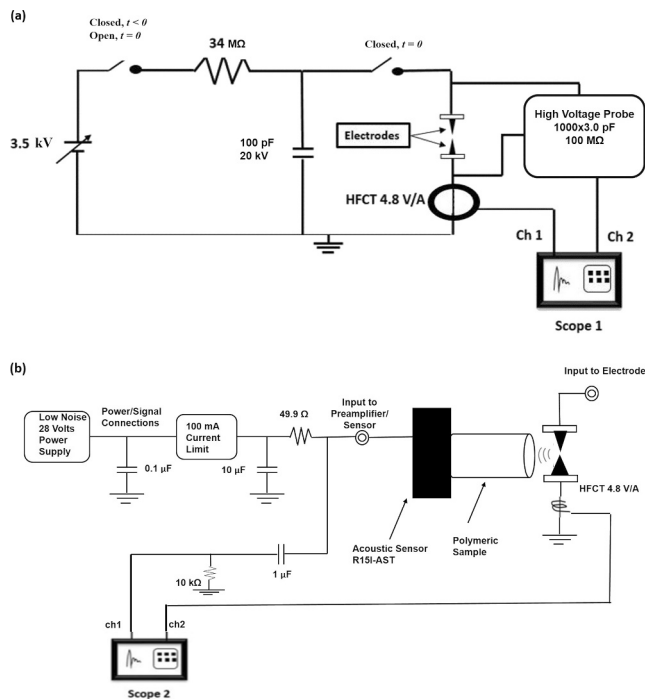 (a)
Closed, t < 0
Open, t = 0
34 MΩ
Closed, t = 0
3.5 kV
100 pF
20 kV
Electrodes
High Voltage Probe
1000x3.0 pF
100 MΩ
HFCT 4.8 V/A
Ch 1
Ch 2
Scope 1
(b)
Input to Electrode
Low Noise
28 Volts
Power
Supply
Power/Signal
Connections
100 mA
Current
Limit
49.9 Ω
Input to
Preamplifier/
Sensor
0.1 µF
10 µF
HFCT 4.8 V/A
Acoustic Sensor
R15I-AST
Polymeric
Sample
10 kΩ
1 µF
ch1
ch2
Scope 2